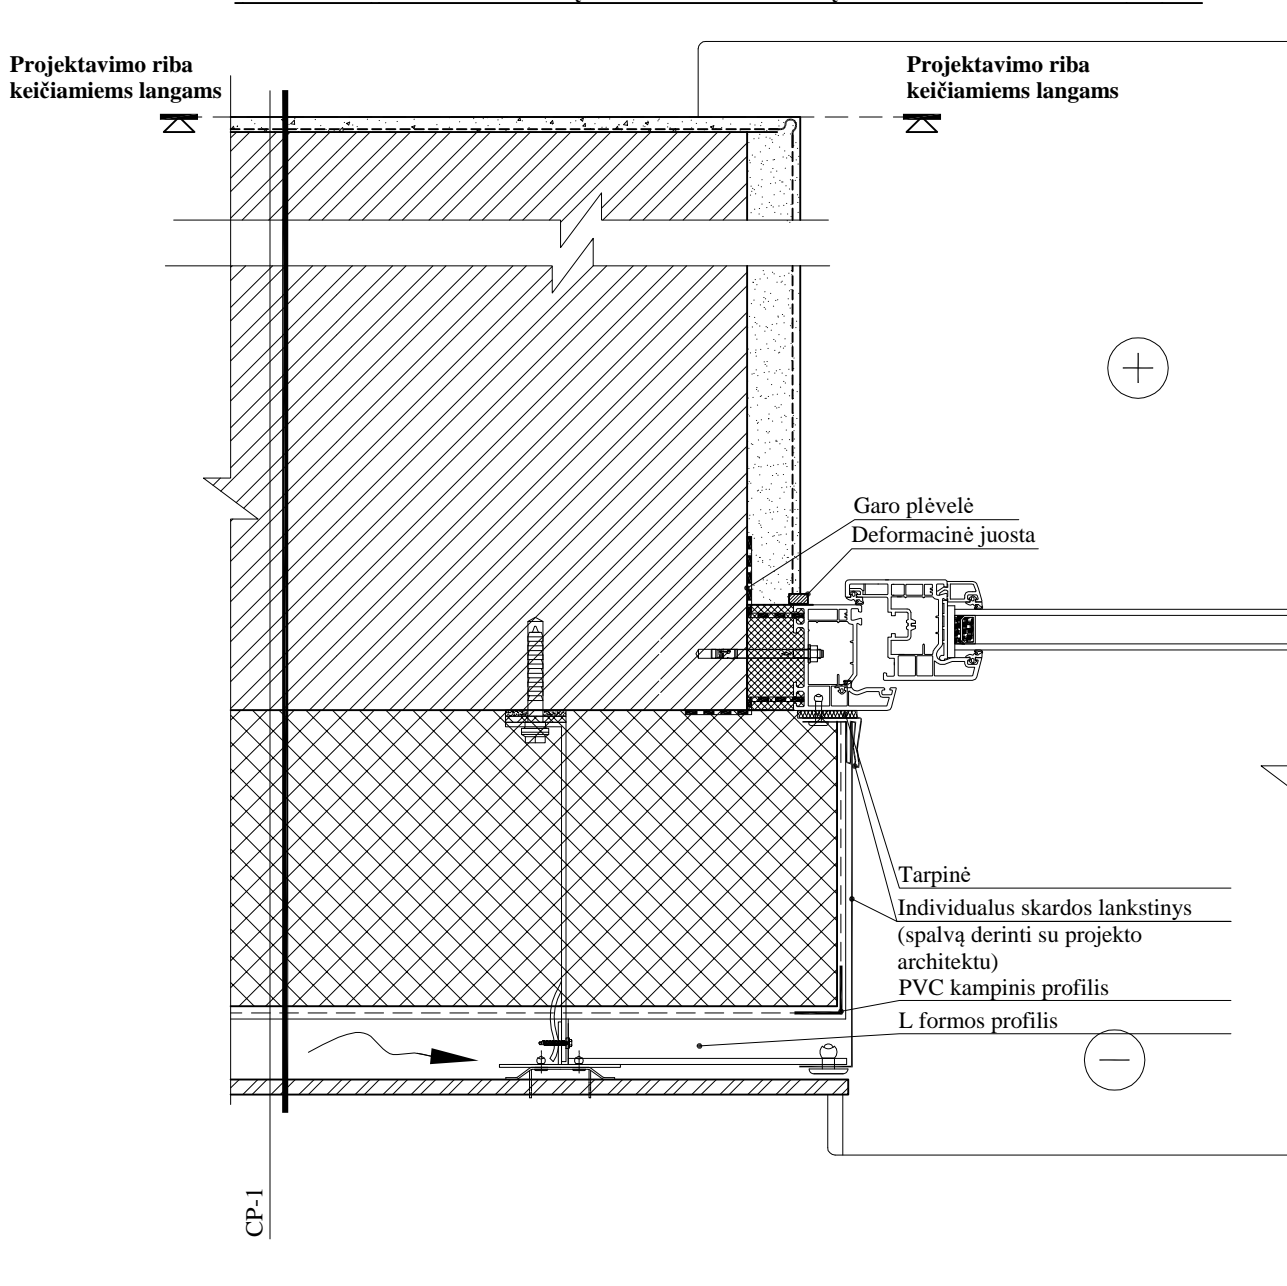 Projektavimo riba
keičiamiems langams
Projektavimo riba
keičiamiems langams
Garo plėvelė
Deformacinė juosta
Tarpinė
Individualus skardos lankstinys
(spalvą derinti su projekto
architektu)
PVC kampinis profilis
L formos profilis
CP-1